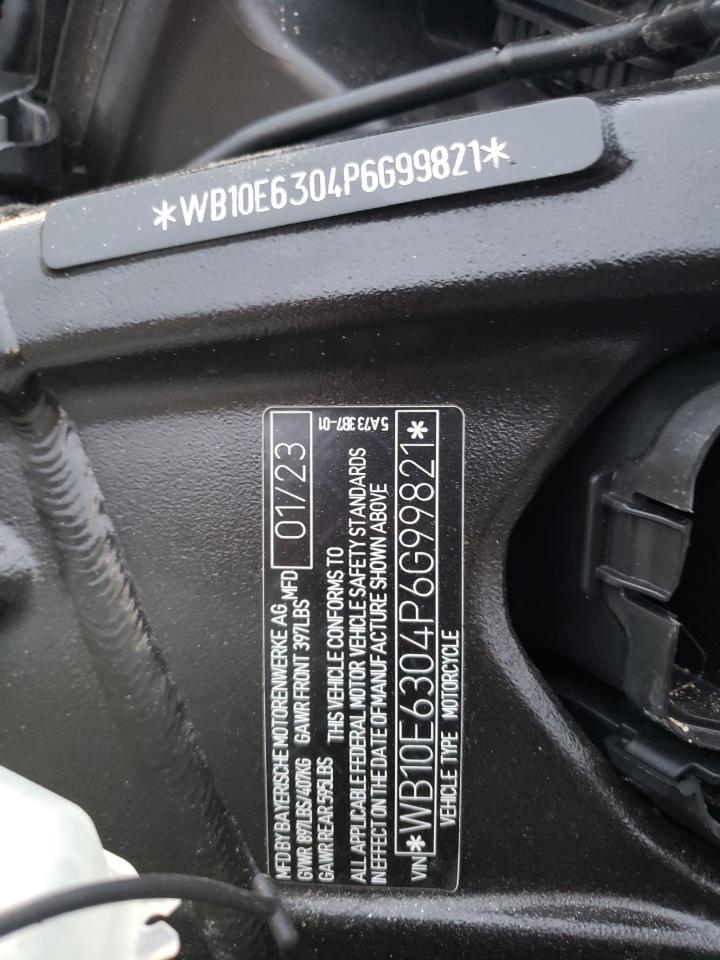 *WB10E6304P6G99821*
MFD BY BAYERISCHE MOTORENWERKE AG MFD 01/23
GVWR 897LBS/407KG GAWR FRONT 397LBS
GAWR REAR 595LBS
THIS VEHICLE CONFORMS TO
ALL APPLICABLE FEDERAL MOTOR VEHICLE SAFETY STANDARDS
IN EFFECT ON THE DATE OF MANUFACTURE SHOWN ABOVE
VIN *WB10E6304P6G99821*
VEHICLE TYPE MOTORCYCLE
5A733B7-01